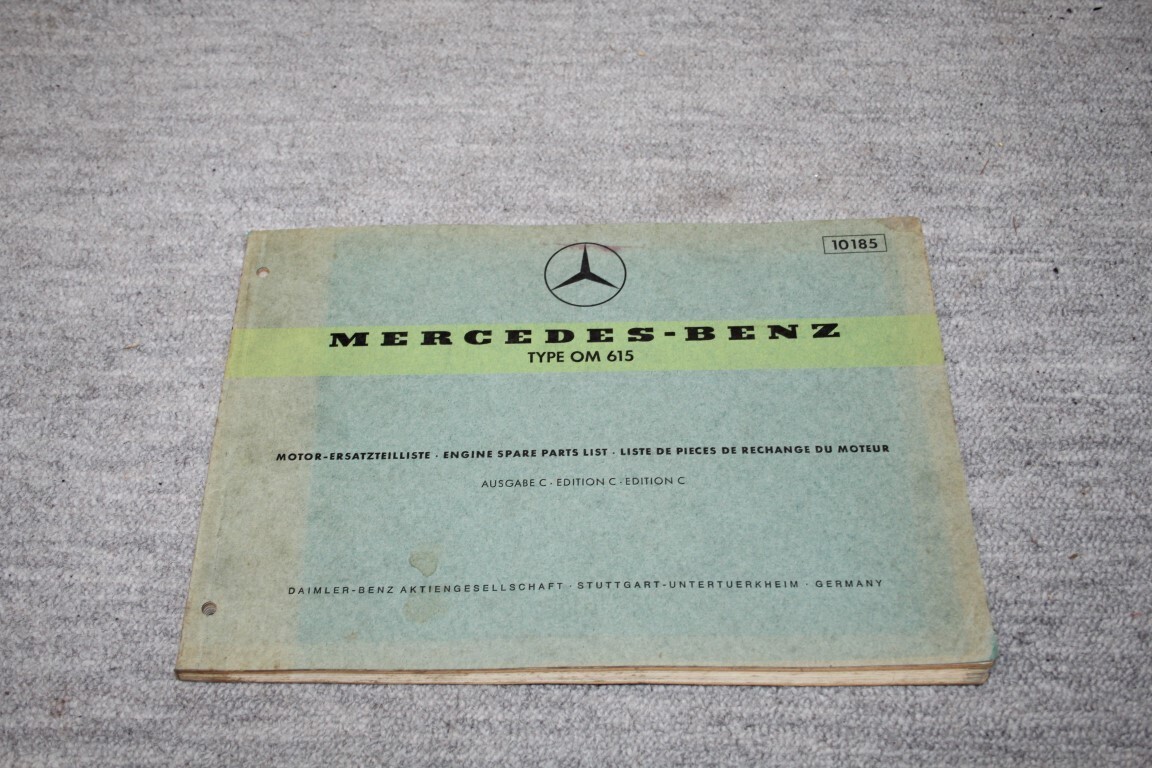 10185
MERCEDES-BENZ
TYPE OM 615
MOTOR-ERSATZTEILLISTE · ENGINE SPARE PARTS LIST · LISTE DE PIECES DE RECHANGE DU MOTEUR
AUSGABE C · EDITION C · EDITION C
DAIMLER-BENZ AKTIENGESELLSCHAFT · STUTTGART-UNTERTUERKHEIM · GERMANY